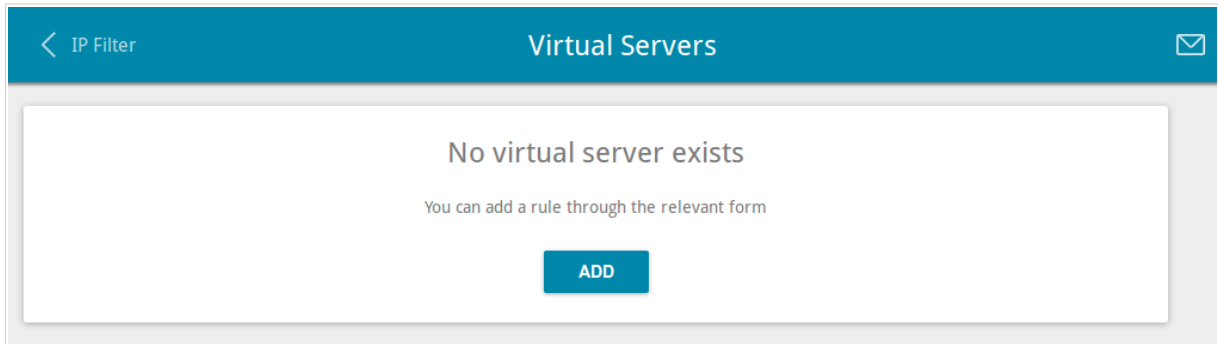 IP Filter
Virtual Servers
No virtual server exists
You can add a rule through the relevant form
ADD